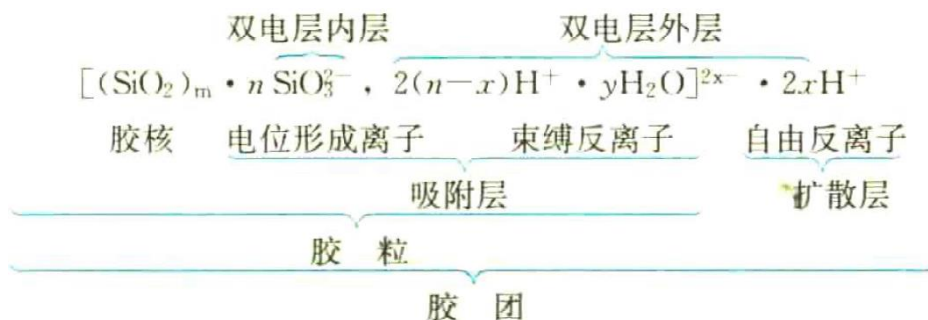 双电层内层 双电层外层
[(SiO₂)ₘ · n SiO₃²⁻ , 2(n−x)H⁺ · yH₂O]²ˣ⁻ · 2xH⁺
胶核 电位形成离子 束缚反离子 自由反离子
吸附层 扩散层
胶 粒
胶 团